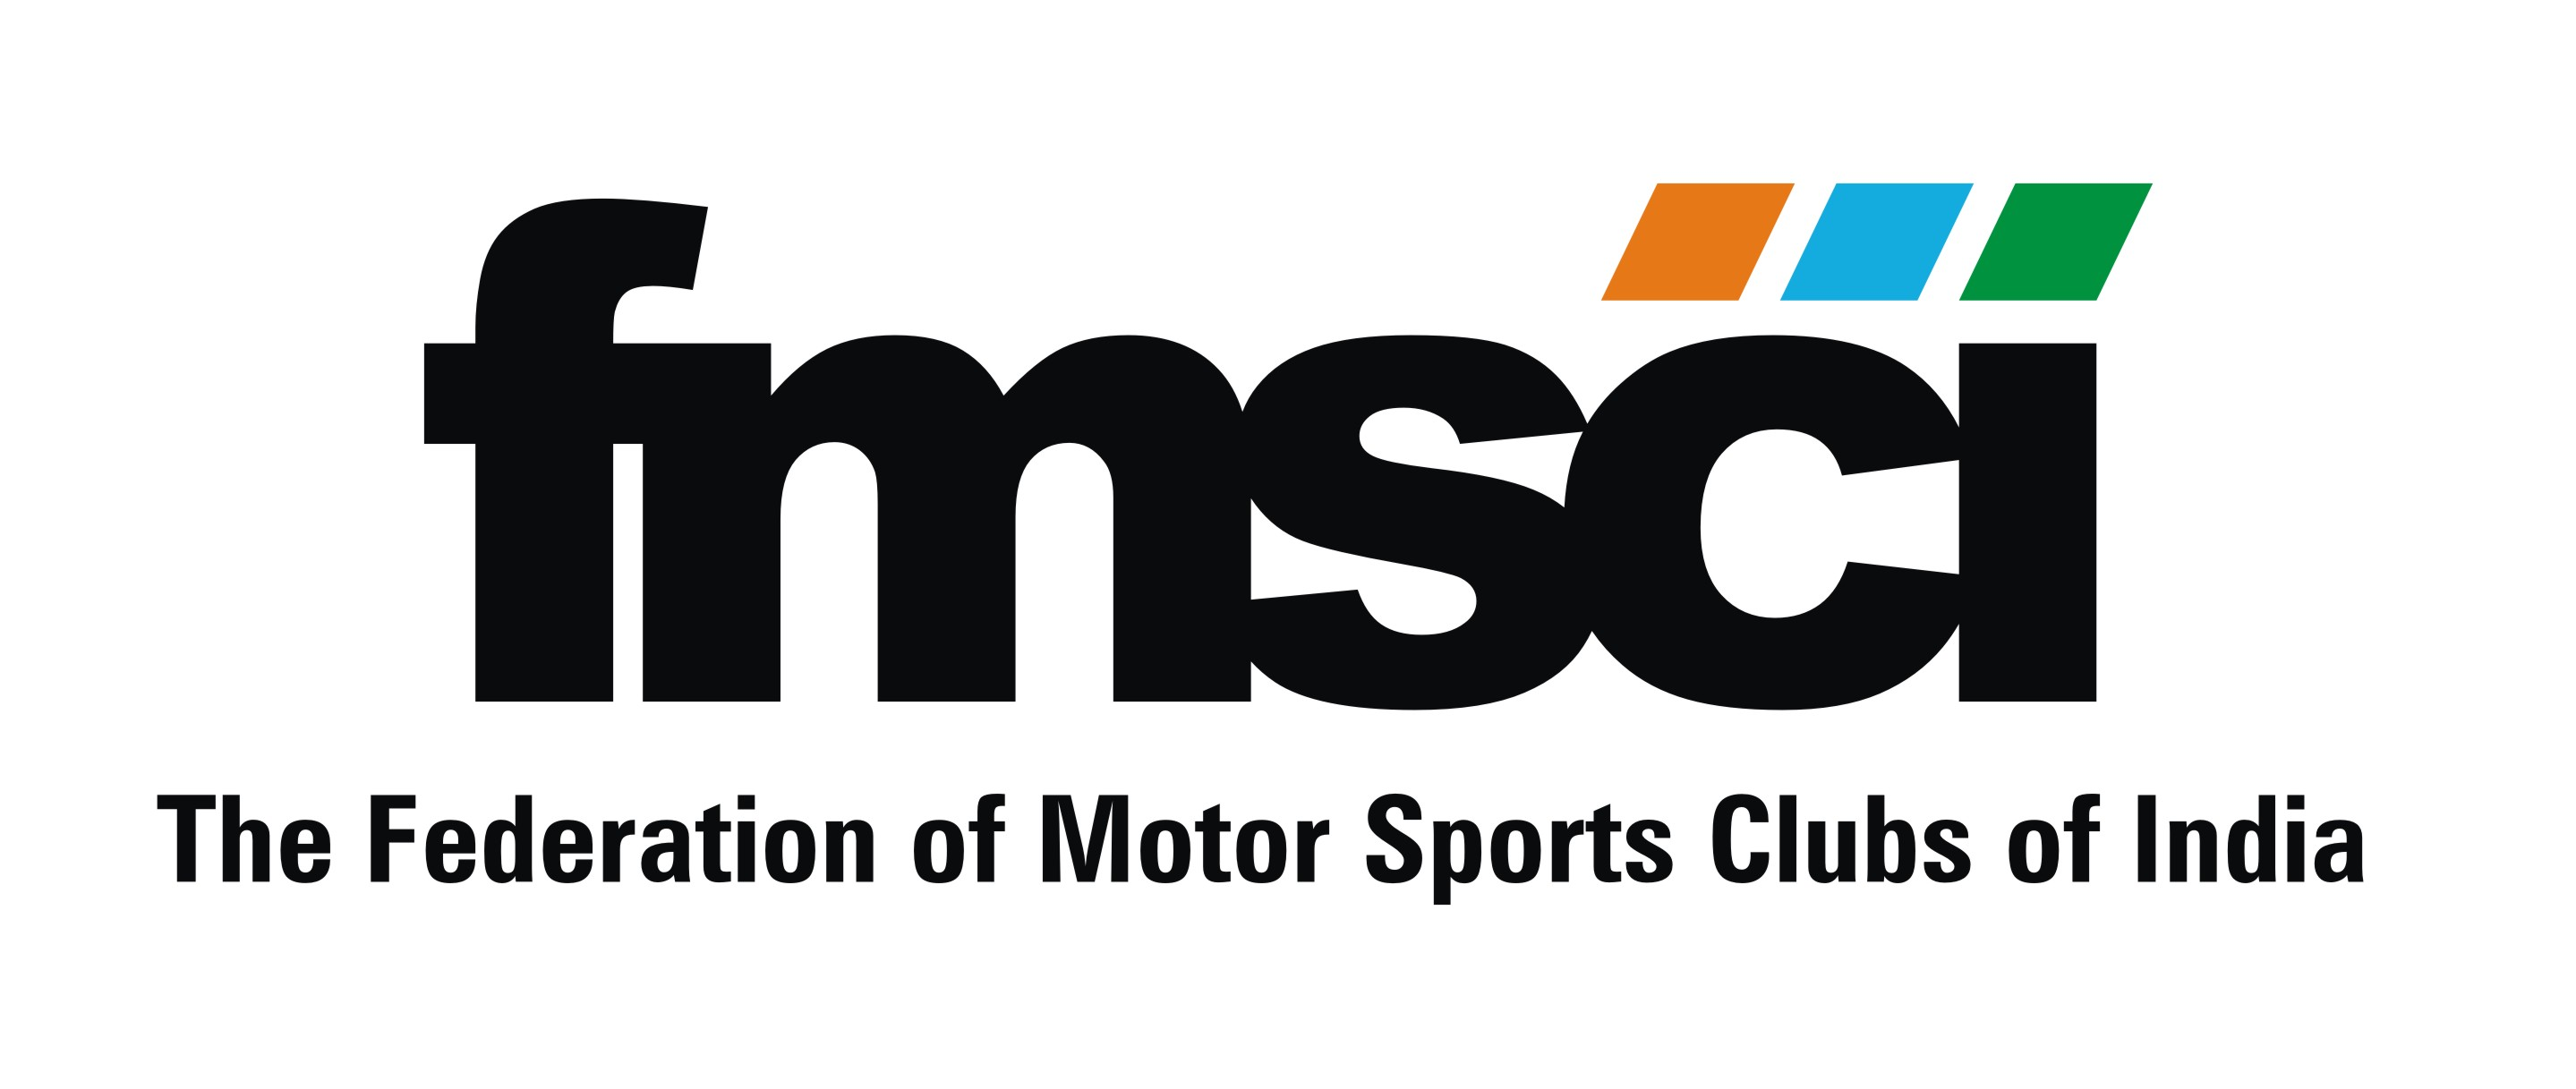 fmsci
The Federation of Motor Sports Clubs of India